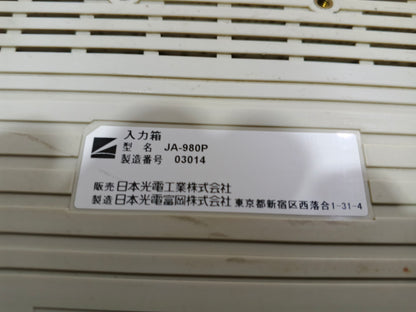 入力箱
型 名 JA-980P
製造番号 03014
販売 日本光電工業株式会社
製造 日本光電富岡株式会社 東京都新宿区西落合1-31-4